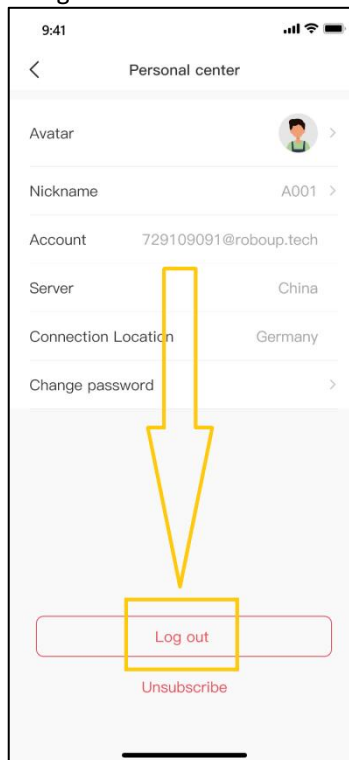 9:41
Personal center
Avatar
Nickname A001
Account 729109091@roboup.tech
Server China
Connection Location Germany
Change password
Log out
Unsubscribe